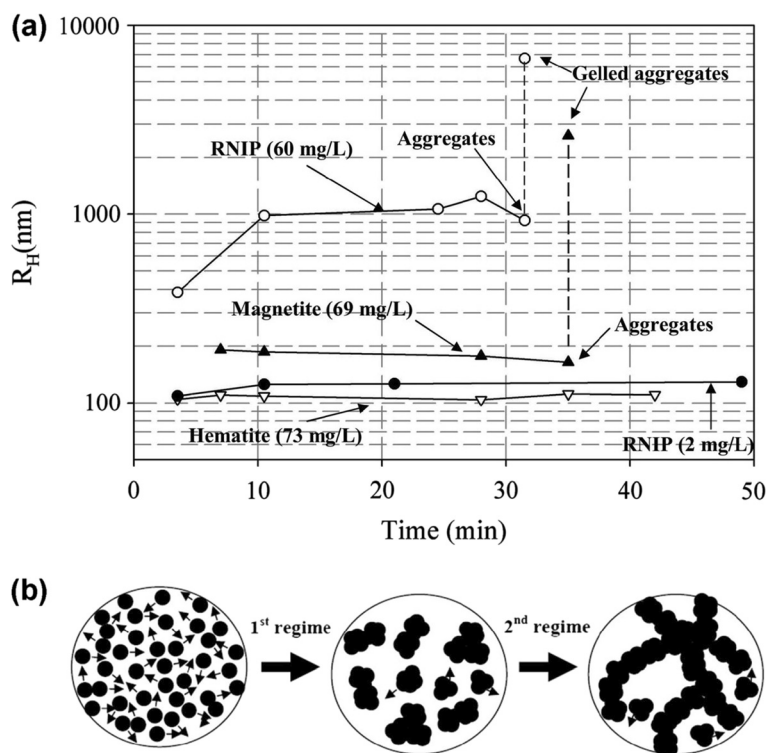 (a)
10000
1000
100
R_H(nm)
0
10
20
30
40
50
Time (min)
Gelled aggregates
Aggregates
RNIP (60 mg/L)
Magnetite (69 mg/L)
Aggregates
Hematite (73 mg/L)
RNIP (2 mg/L)
(b)
1st regime
2nd regime